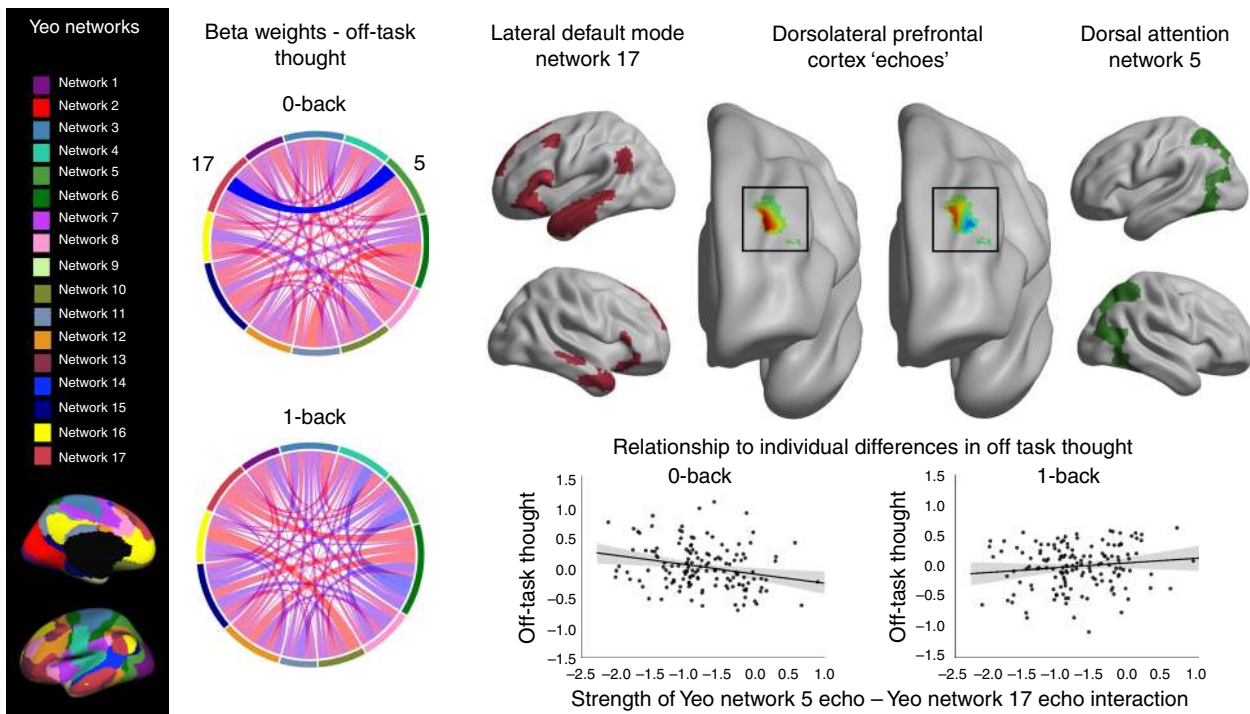 Yeo networks
Network 1
Network 2
Network 3
Network 4
Network 5
Network 6
Network 7
Network 8
Network 9
Network 10
Network 11
Network 12
Network 13
Network 14
Network 15
Network 16
Network 17
Beta weights - off-task
thought
0-back
17
5
1-back
Lateral default mode
network 17
Dorsolateral prefrontal
cortex ‘echoes’
Dorsal attention
network 5
Relationship to individual differences in off task thought
0-back
Off-task thought
1.5
1.0
0.5
0.0
−0.5
−1.0
−1.5
−2.5 −2.0 −1.5 −1.0 −0.5 0.0 0.5 1.0
1-back
Off-task thought
1.5
1.0
0.5
0.0
−0.5
−1.0
−1.5
−2.5 −2.0 −1.5 −1.0 −0.5 0.0 0.5 1.0
Strength of Yeo network 5 echo – Yeo network 17 echo interaction